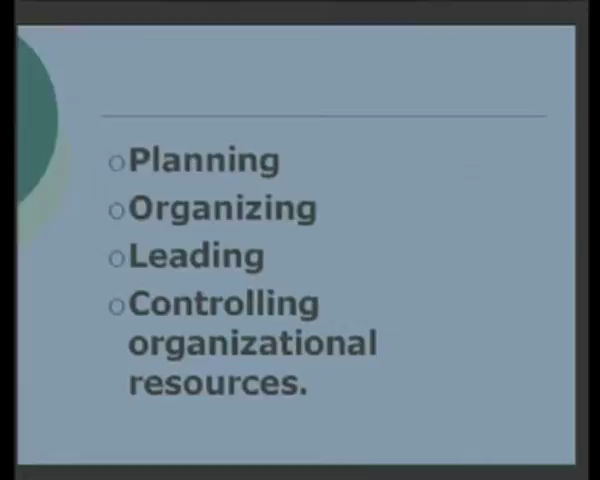 Planning
Organizing
Leading
Controlling
organizational
resources.